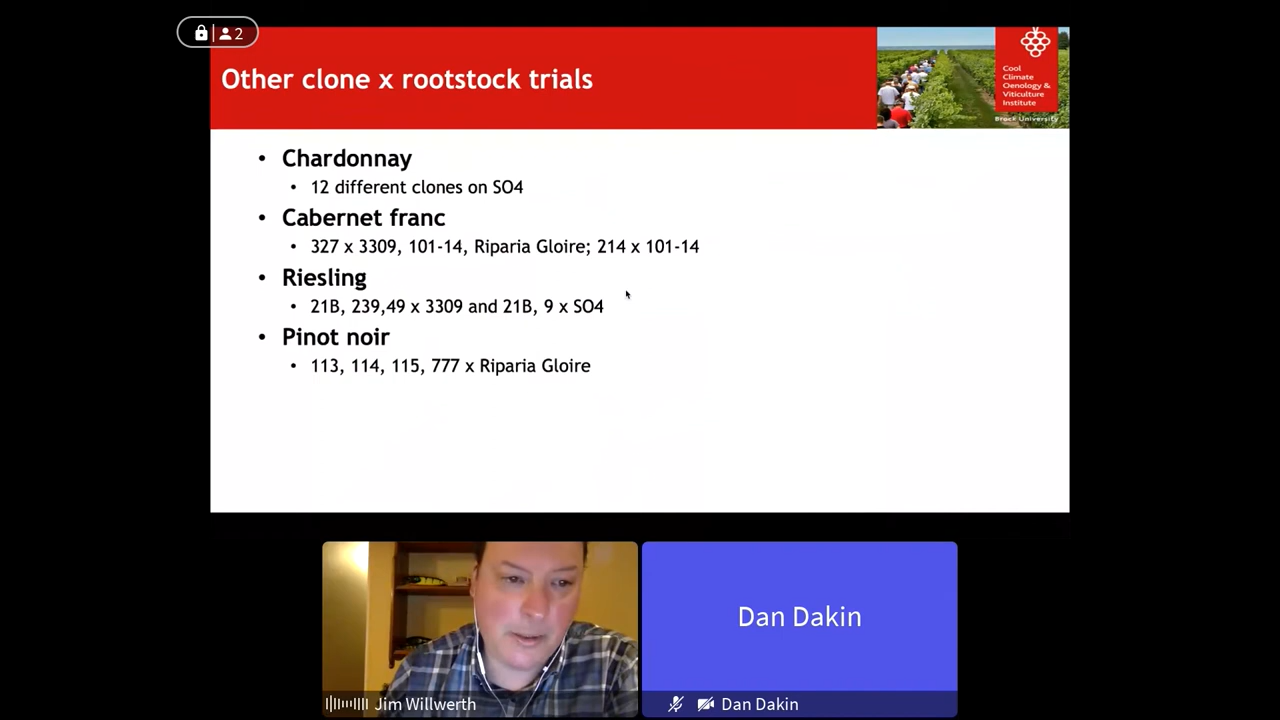 2
Other clone x rootstock trials
Cool
Climate
Oenology &
Viticulture
Institute
Brock University
• Chardonnay
• 12 different clones on SO4
• Cabernet franc
• 327 x 3309, 101-14, Riparia Gloire; 214 x 101-14
• Riesling
• 21B, 239,49 x 3309 and 21B, 9 x SO4
• Pinot noir
• 113, 114, 115, 777 x Riparia Gloire
Dan Dakin
Jim Willwerth
Dan Dakin